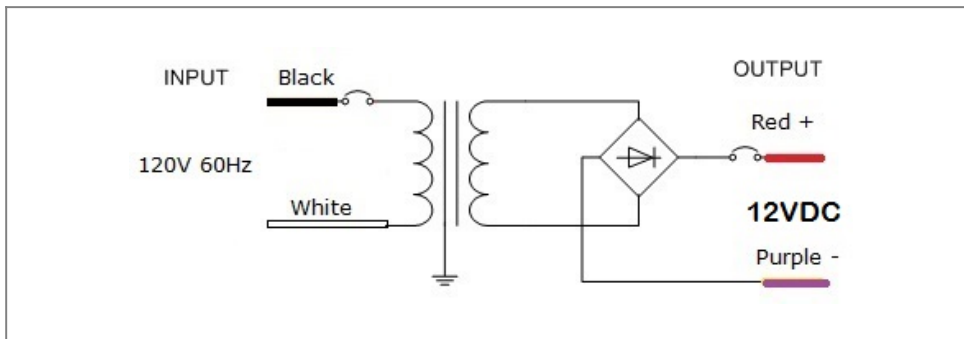 INPUT
Black
OUTPUT
Red +
120V 60Hz
White
12VDC
Purple -